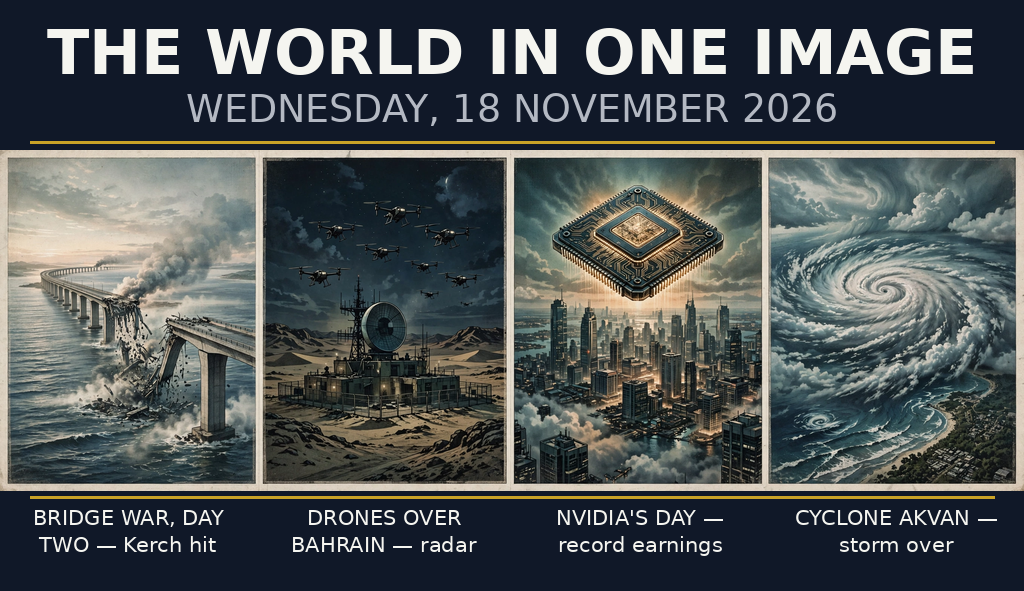 THE WORLD IN ONE IMAGE
WEDNESDAY, 18 NOVEMBER 2026
BRIDGE WAR, DAY
TWO — Kerch hit
DRONES OVER
BAHRAIN — radar
NVIDIA'S DAY —
record earnings
CYCLONE AKVAN —
storm over